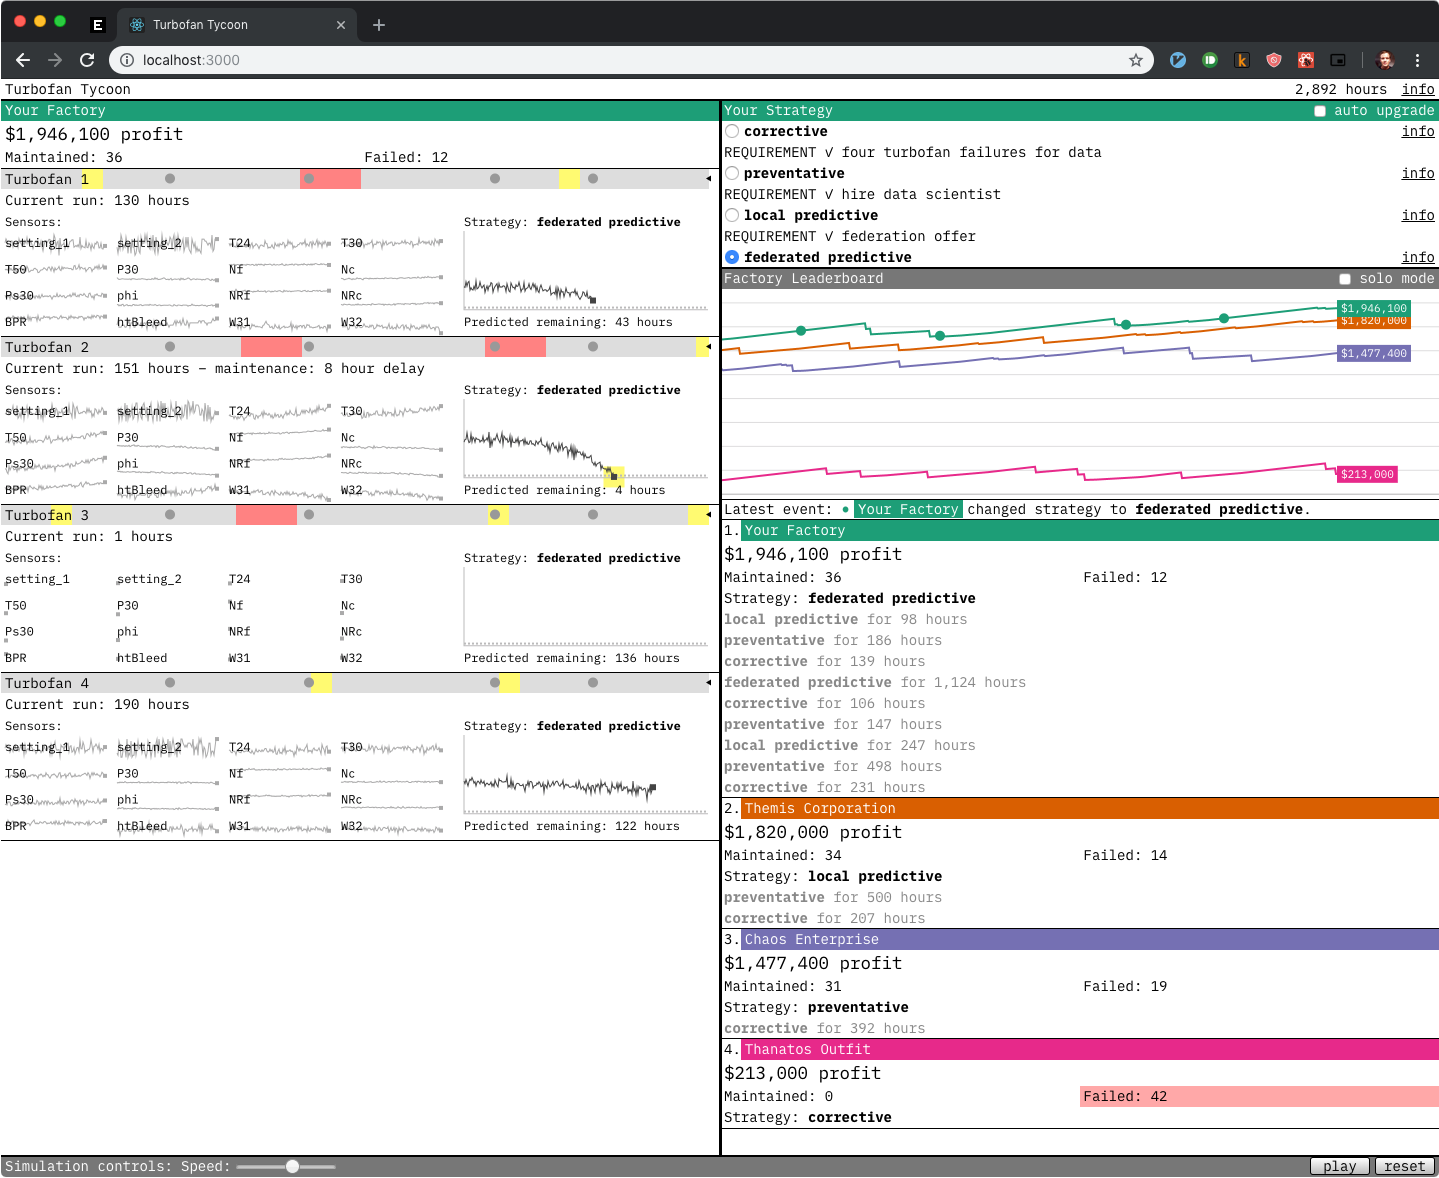 Turbofan Tycoon
localhost:3000
Turbofan Tycoon
2,892 hours info
Your Factory
$1,946,100 profit
Maintained: 36 Failed: 12
Turbofan 1
Current run: 130 hours
Sensors:
Strategy: federated predictive
setting_1 setting_2 T24 T30
T50 P30 Nf Nc
Ps30 phi NRf NRc
BPR htBleed W31 W32
Predicted remaining: 43 hours
Turbofan 2
Current run: 151 hours – maintenance: 8 hour delay
Sensors:
Strategy: federated predictive
setting_1 setting_2 T24 T30
T50 P30 Nf Nc
Ps30 phi NRf NRc
BPR htBleed W31 W32
Predicted remaining: 4 hours
Turbofan 3
Current run: 1 hours
Sensors:
Strategy: federated predictive
setting_1 setting_2 T24 T30
T50 P30 Nf Nc
Ps30 phi NRf NRc
BPR htBleed W31 W32
Predicted remaining: 136 hours
Turbofan 4
Current run: 190 hours
Sensors:
Strategy: federated predictive
setting_1 setting_2 T24 T30
T50 P30 Nf Nc
Ps30 phi NRf NRc
BPR htBleed W31 W32
Predicted remaining: 122 hours
Your Strategy auto upgrade
corrective info
REQUIREMENT √ four turbofan failures for data
preventative info
REQUIREMENT √ hire data scientist
local predictive info
REQUIREMENT √ federation offer
federated predictive info
Factory Leaderboard solo mode
$1,946,100
$1,820,000
$1,477,400
$213,000
Latest event: • Your Factory changed strategy to federated predictive.
1. Your Factory
$1,946,100 profit
Maintained: 36 Failed: 12
Strategy: federated predictive
local predictive for 98 hours
preventative for 186 hours
corrective for 139 hours
federated predictive for 1,124 hours
corrective for 106 hours
preventative for 147 hours
local predictive for 247 hours
preventative for 498 hours
corrective for 231 hours
2. Themis Corporation
$1,820,000 profit
Maintained: 34 Failed: 14
Strategy: local predictive
preventative for 500 hours
corrective for 207 hours
3. Chaos Enterprise
$1,477,400 profit
Maintained: 31 Failed: 19
Strategy: preventative
corrective for 392 hours
4. Thanatos Outfit
$213,000 profit
Maintained: 0 Failed: 42
Strategy: corrective
Simulation controls: Speed: play reset